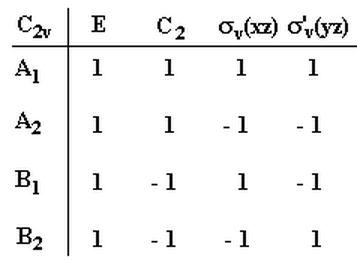 C₂ᵥ E C₂ σᵥ(xz) σ'ᵥ(yz)
A₁ 1 1 1 1
A₂ 1 1 -1 -1
B₁ 1 -1 1 -1
B₂ 1 -1 -1 1